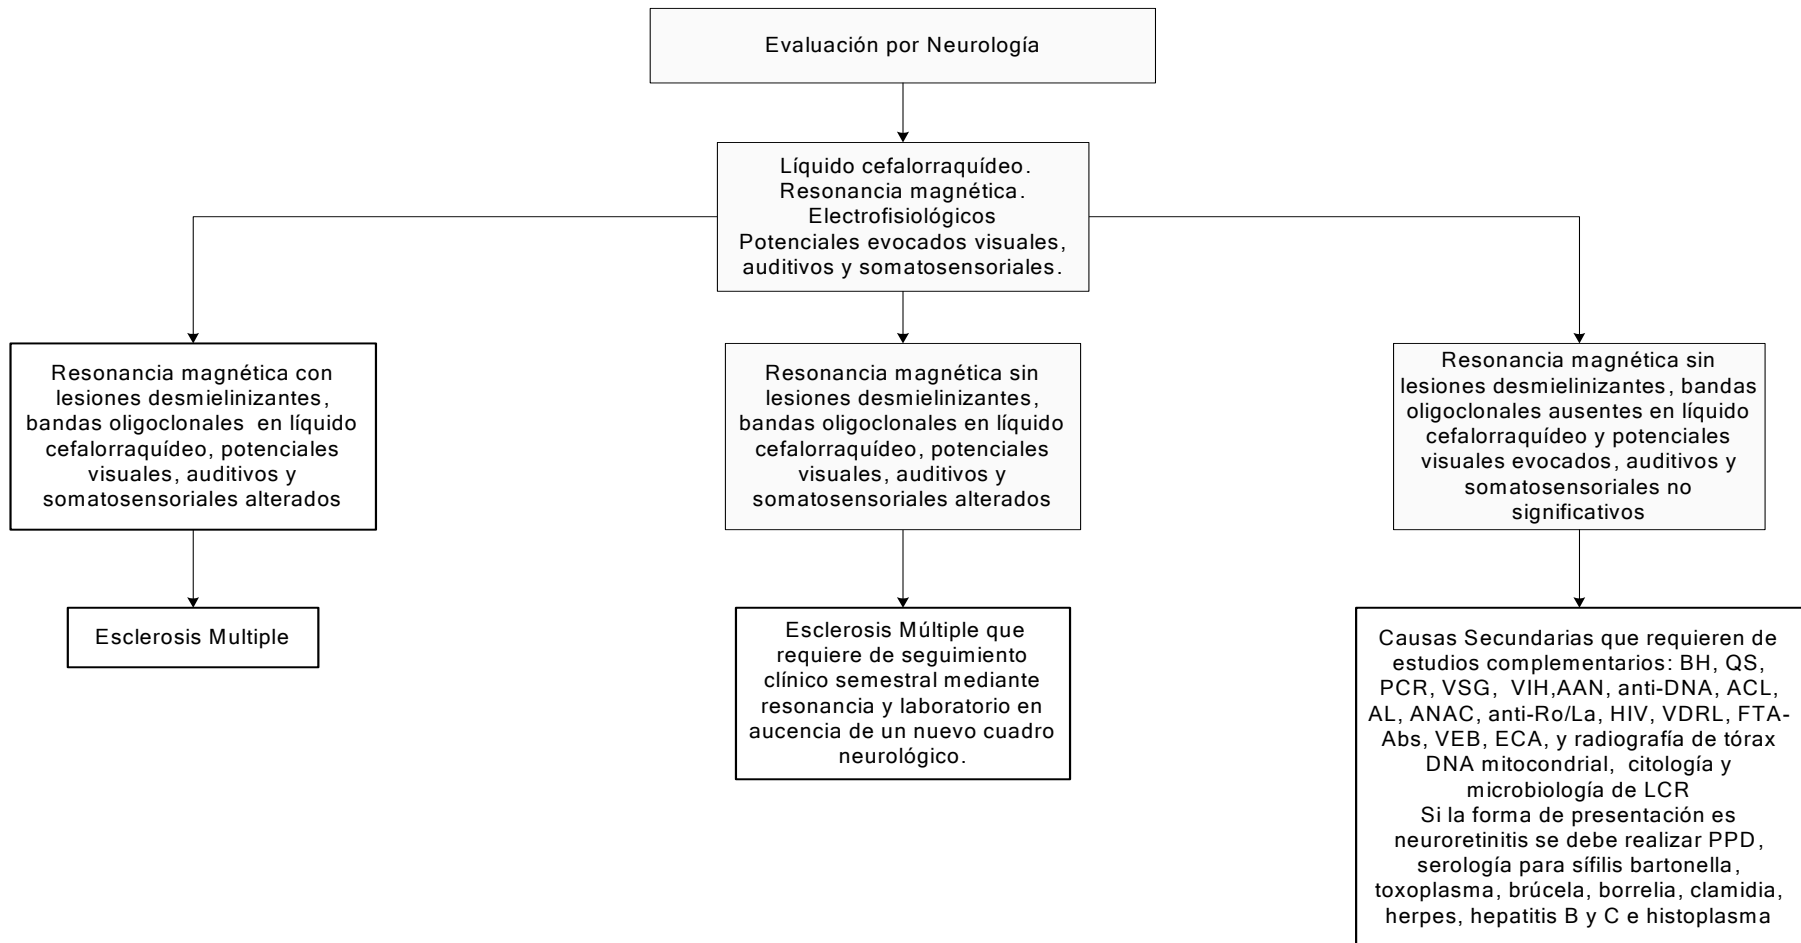 Evaluación por Neurología
Líquido cefalorraquídeo.
Resonancia magnética.
Electrofisiológicos
Potenciales evocados visuales,
auditivos y somatosensoriales.
Resonancia magnética con
lesiones desmielinizantes,
bandas oligoclonales en líquido
cefalorraquídeo, potenciales
visuales, auditivos y
somatosensoriales alterados
Resonancia magnética sin
lesiones desmielinizantes,
bandas oligoclonales en líquido
cefalorraquídeo, potenciales
visuales, auditivos y
somatosensoriales alterados
Resonancia magnética sin
lesiones desmielinizantes, bandas
oligoclonales ausentes en líquido
cefalorraquídeo y potenciales
visuales evocados, auditivos y
somatosensoriales no
significativos
Esclerosis Multiple
Esclerosis Múltiple que
requiere de seguimiento
clínico semestral mediante
resonancia y laboratorio en
aucencia de un nuevo cuadro
neurológico.
Causas Secundarias que requieren de
estudios complementarios: BH, QS,
PCR, VSG, VIH,AAN, anti-DNA, ACL,
AL, ANAC, anti-Ro/La, HIV, VDRL, FTA-
Abs, VEB, ECA, y radiografía de tórax
DNA mitocondrial, citología y
microbiología de LCR
Si la forma de presentación es
neuroretinitis se debe realizar PPD,
serología para sífilis bartonella,
toxoplasma, brúcela, borrelia, clamidia,
herpes, hepatitis B y C e histoplasma